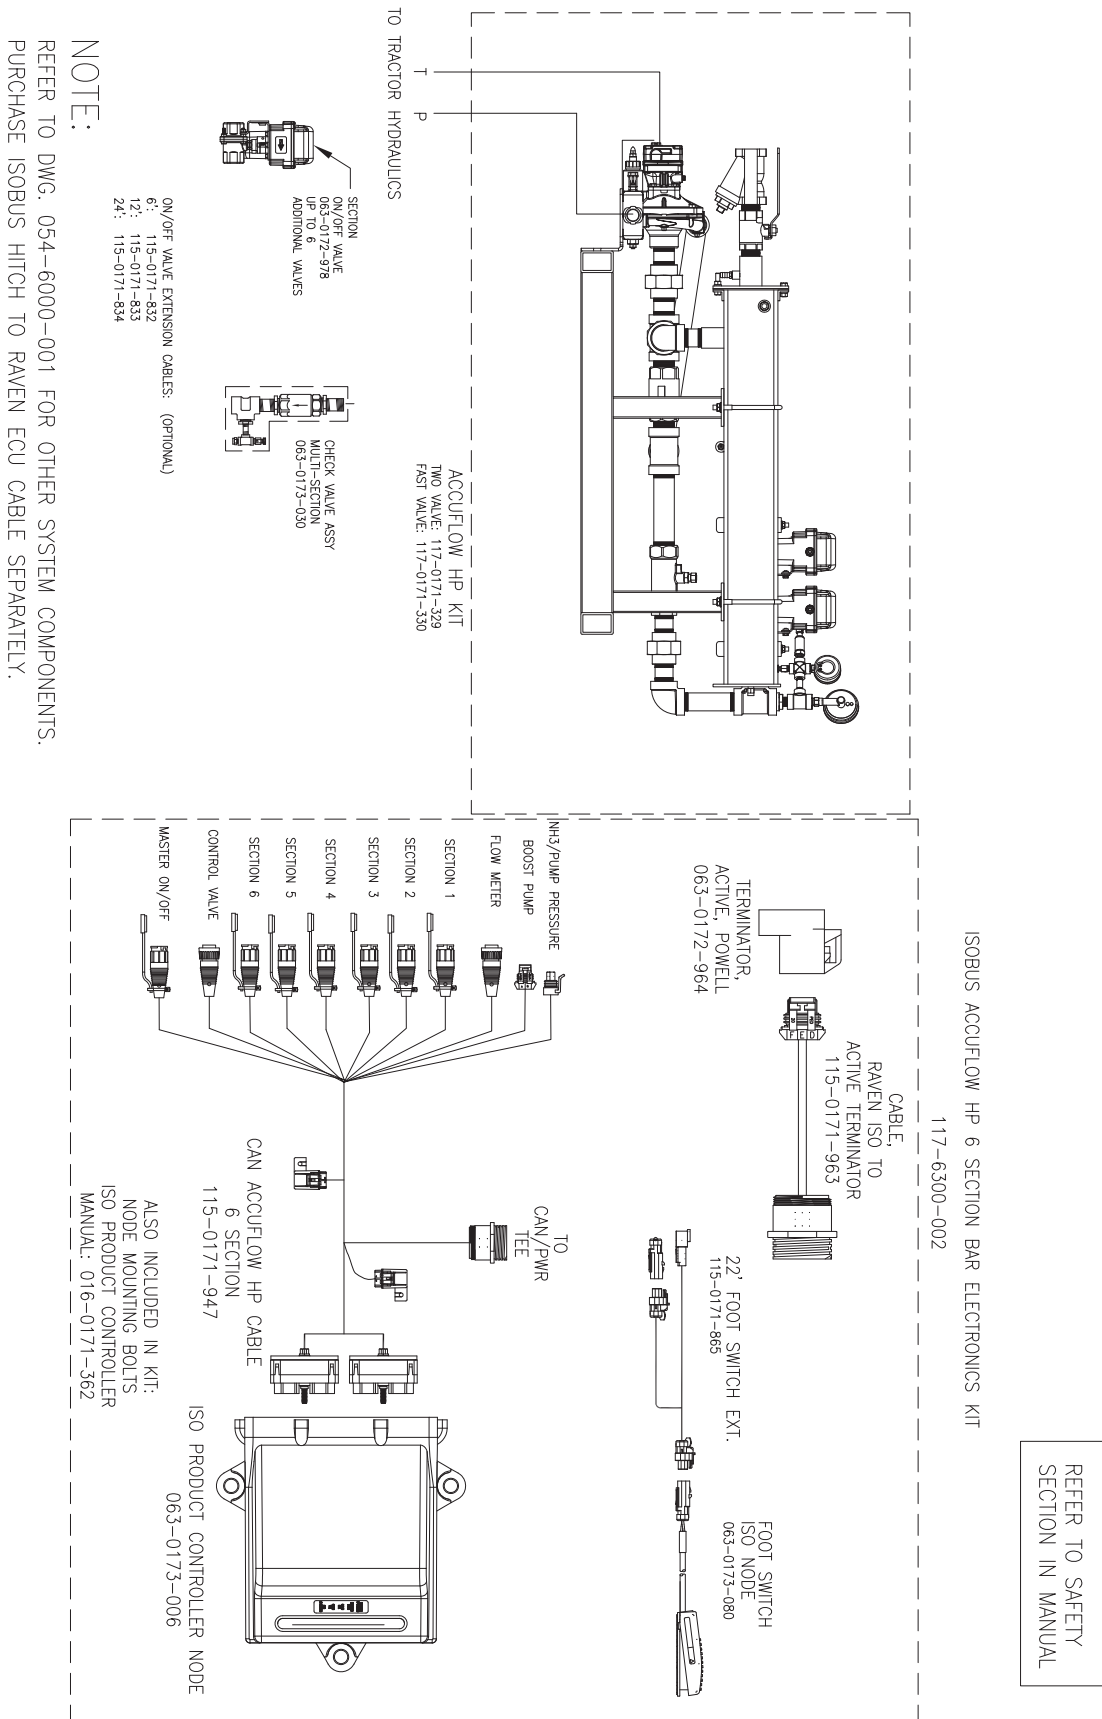 REFER TO SAFETY
SECTION IN MANUAL
ISOBUS ACCUFLOW HP 6 SECTION BAR ELECTRONICS KIT
117-6300-002
TO TRACTOR HYDRAULICS
T
P
ACCUFLOW HP KIT
TWO VALVE: 117-0171-329
FAST VALVE: 117-0171-330
SECTION
ON/OFF VALVE
063-0172-978
UP TO 6
ADDITIONAL VALVES
CHECK VALVE ASSY
MULTI-SECTION
063-0173-030
ON/OFF VALVE EXTENSION CABLES: (OPTIONAL)
6': 115-0171-832
12': 115-0171-833
24': 115-0171-834
NOTE:
REFER TO DWG. 054-6000-001 FOR OTHER SYSTEM COMPONENTS.
PURCHASE ISOBUS HITCH TO RAVEN ECU CABLE SEPARATELY.
TERMINATOR,
ACTIVE, POWELL
063-0172-964
CABLE,
RAVEN ISO TO
ACTIVE TERMINATOR
115-0171-963
F E D
22' FOOT SWITCH EXT.
115-0171-865
FOOT SWITCH
ISO NODE
063-0173-080
NH3/PUMP PRESSURE
BOOST PUMP
FLOW METER
SECTION 1
SECTION 2
SECTION 3
SECTION 4
SECTION 5
SECTION 6
CONTROL VALVE
MASTER ON/OFF
TO
CAN/PWR
TEE
CAN ACCUFLOW HP CABLE
6 SECTION
115-0171-947
ISO PRODUCT CONTROLLER NODE
063-0173-006
ALSO INCLUDED IN KIT:
NODE MOUNTING BOLTS
ISO PRODUCT CONTROLLER
MANUAL: 016-0171-362